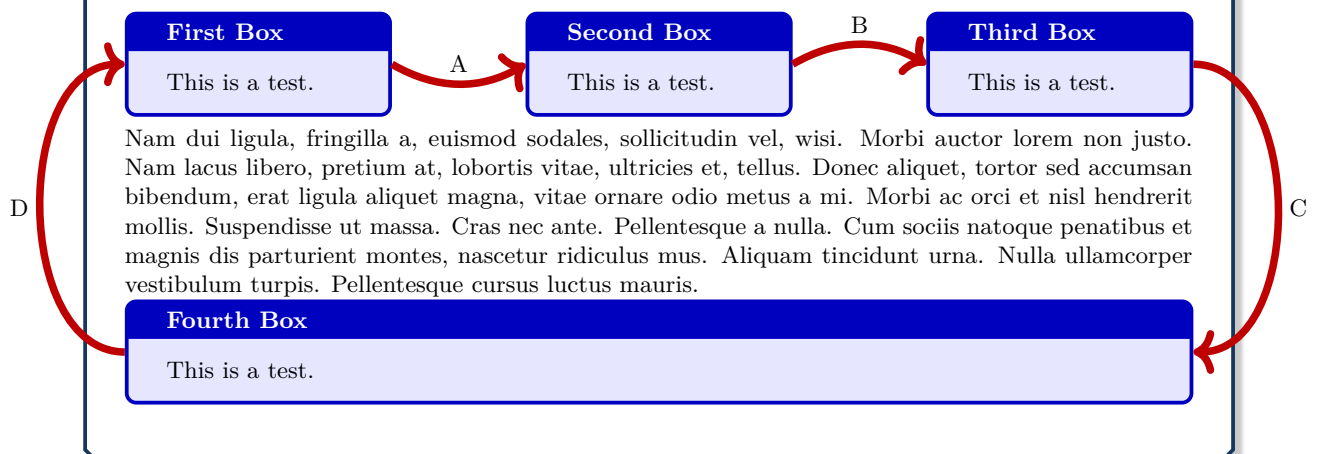 First Box
This is a test.
A
Second Box
This is a test.
B
Third Box
This is a test.
Nam dui ligula, fringilla a, euismod sodales, sollicitudin vel, wisi. Morbi auctor lorem non justo.
Nam lacus libero, pretium at, lobortis vitae, ultricies et, tellus. Donec aliquet, tortor sed accumsan
bibendum, erat ligula aliquet magna, vitae ornare odio metus a mi. Morbi ac orci et nisl hendrerit
mollis. Suspendisse ut massa. Cras nec ante. Pellentesque a nulla. Cum sociis natoque penatibus et
magnis dis parturient montes, nascetur ridiculus mus. Aliquam tincidunt urna. Nulla ullamcorper
vestibulum turpis. Pellentesque cursus luctus mauris.
D
C
Fourth Box
This is a test.